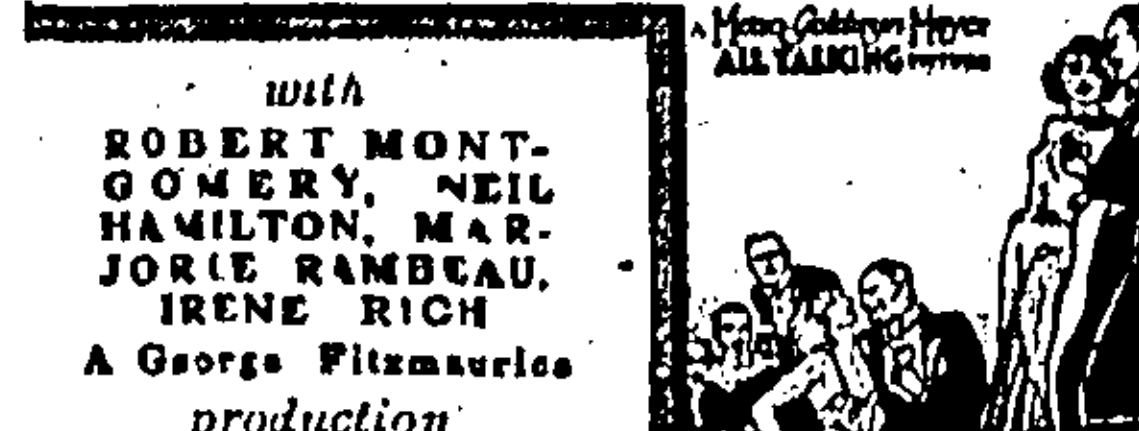 with
ROBERT MONT-
GOMERY, NEIL
HAMILTON, MAR-
JORIE RAMBEAU,
IRENE RICH
A George Fitzmaurice
production
A Metro Goldwyn Mayer
ALL TALKING PICTURE